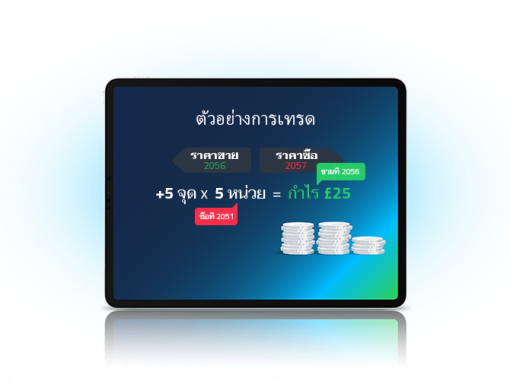 ตัวอย่างการเทรด
ราคาขาย ราคาซื้อ
2056 2057
ขายที่ 2056
+5 จุด x 5 หน่วย = กำไร £25
ซื้อที่ 2051